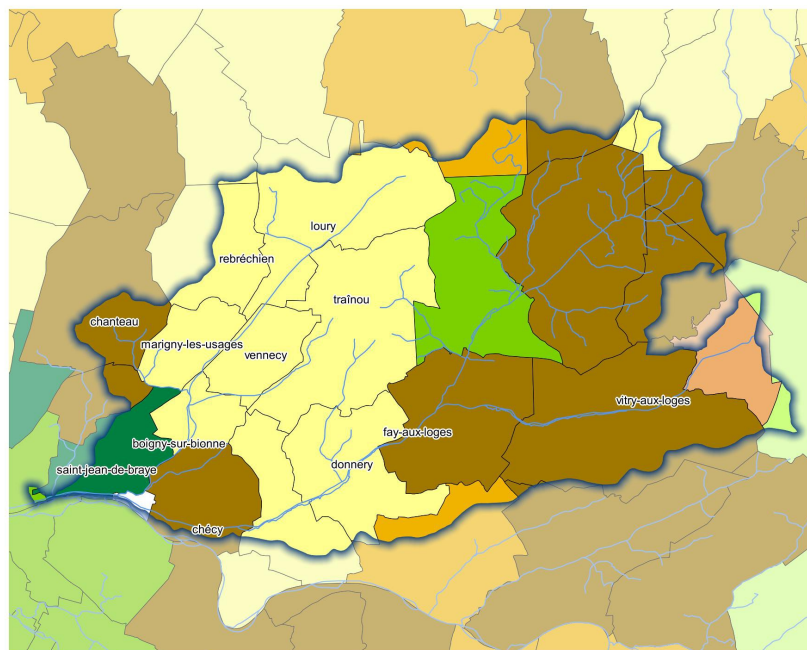 loury
rebréchien
traînou
chanteau
marigny-les-usages
vennecy
vitry-aux-loges
fay-aux-loges
boigny-sur-bionne
donnery
saint-jean-de-braye
chécy